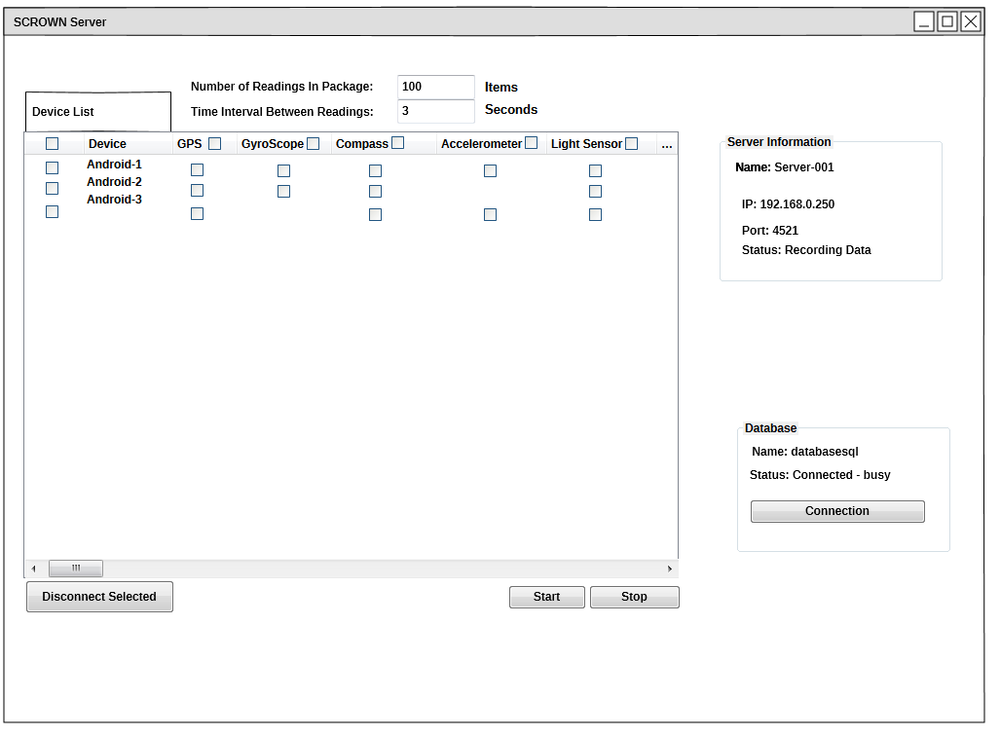 SCROWN Server
Number of Readings In Package: 100 Items
Time Interval Between Readings: 3 Seconds
Device List
Device GPS GyroScope Compass Accelerometer Light Sensor ...
Android-1
Android-2
Android-3
Server Information
Name: Server-001
IP: 192.168.0.250
Port: 4521
Status: Recording Data
Database
Name: databasesql
Status: Connected - busy
Connection
Disconnect Selected
Start
Stop